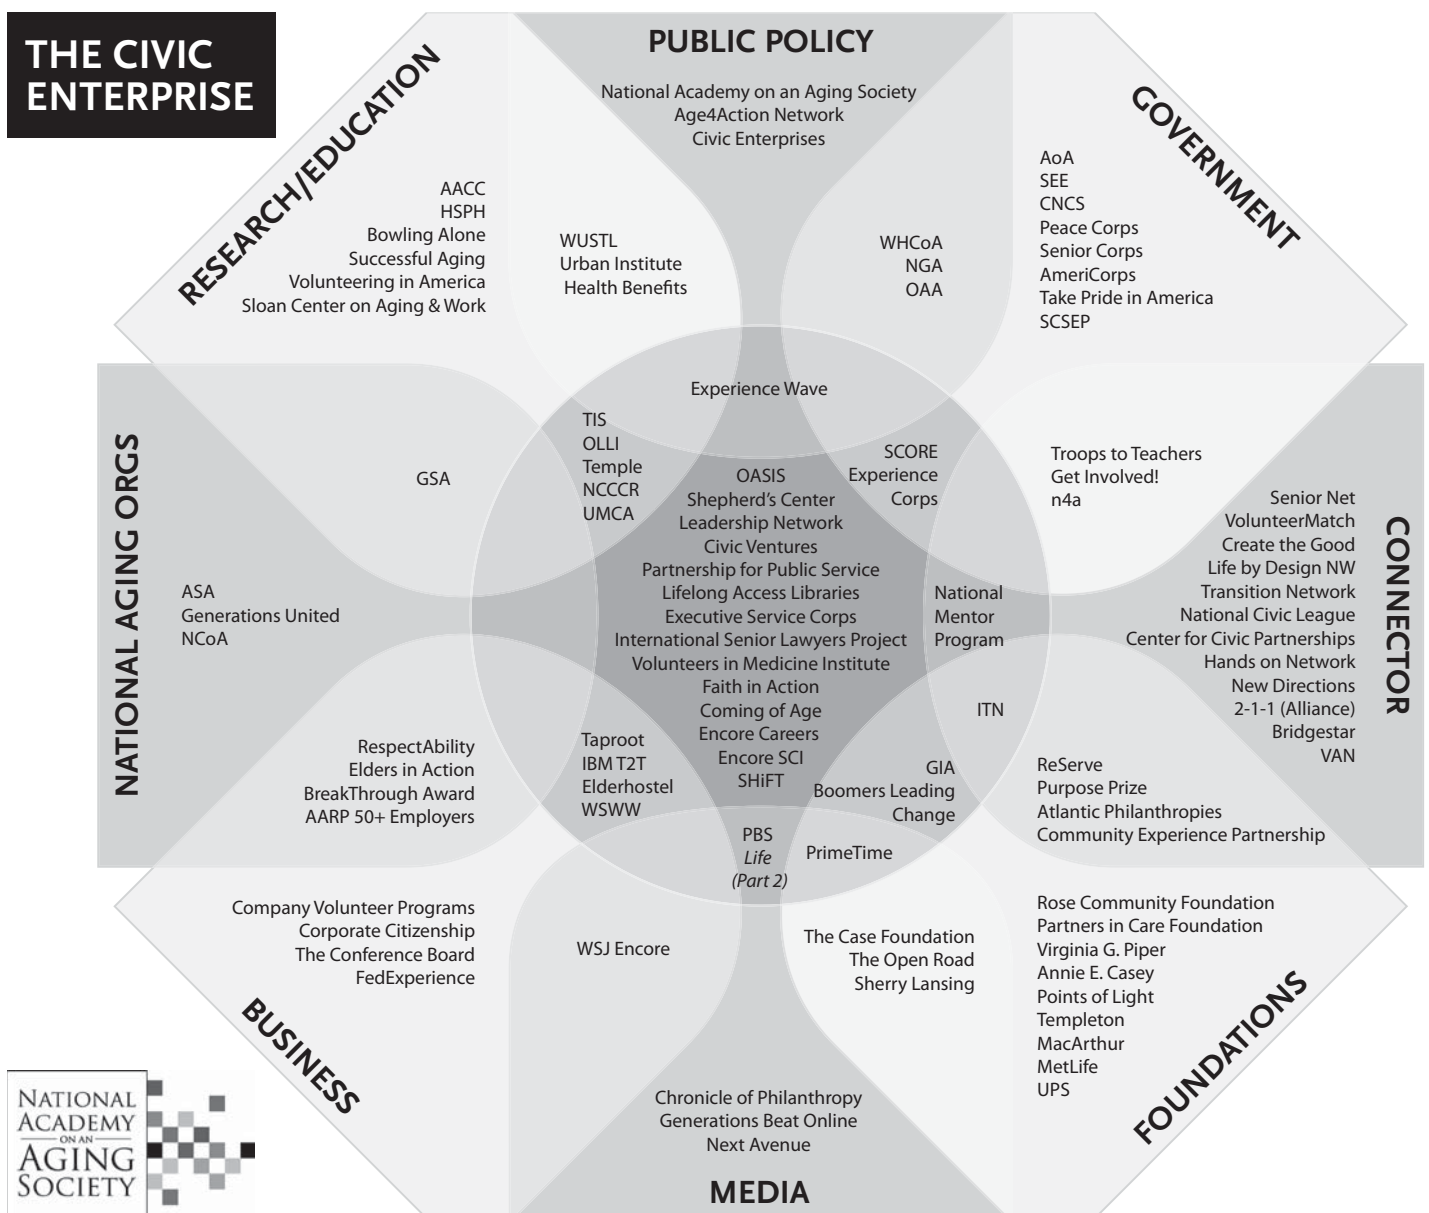 THE CIVIC
ENTERPRISE
PUBLIC POLICY
National Academy on an Aging Society
Age4Action Network
Civic Enterprises
RESEARCH/EDUCATION
AACC
HSPH
Bowling Alone
Successful Aging
Volunteering in America
Sloan Center on Aging & Work
WUSTL
Urban Institute
Health Benefits
WHCoA
NGA
OAA
GOVERNMENT
AoA
SEE
CNCS
Peace Corps
Senior Corps
AmeriCorps
Take Pride in America
SCSEP
Experience Wave
NATIONAL AGING ORGS
GSA
ASA
Generations United
NCoA
TIS
OLLI
Temple
NCCCR
UMCA
SCORE
Experience
Corps
Troops to Teachers
Get Involved!
n4a
OASIS
Shepherd’s Center
Leadership Network
Civic Ventures
Partnership for Public Service
Lifelong Access Libraries
Executive Service Corps
International Senior Lawyers Project
Volunteers in Medicine Institute
Faith in Action
Coming of Age
Encore Careers
Encore SCI
SHiFT
National
Mentor
Program
ITN
CONNECTOR
Senior Net
VolunteerMatch
Create the Good
Life by Design NW
Transition Network
National Civic League
Center for Civic Partnerships
Hands on Network
New Directions
2-1-1 (Alliance)
Bridgestar
VAN
RespectAbility
Elders in Action
BreakThrough Award
AARP 50+ Employers
Taproot
IBM T2T
Elderhostel
WSWW
GIA
Boomers Leading
Change
ReServe
Purpose Prize
Atlantic Philanthropies
Community Experience Partnership
PBS
Life
(Part 2)
PrimeTime
BUSINESS
Company Volunteer Programs
Corporate Citizenship
The Conference Board
FedExperience
WSJ Encore
The Case Foundation
The Open Road
Sherry Lansing
FOUNDATIONS
Rose Community Foundation
Partners in Care Foundation
Virginia G. Piper
Annie E. Casey
Points of Light
Templeton
MacArthur
MetLife
UPS
Chronicle of Philanthropy
Generations Beat Online
Next Avenue
MEDIA
NATIONAL
ACADEMY
ON AN
AGING
SOCIETY